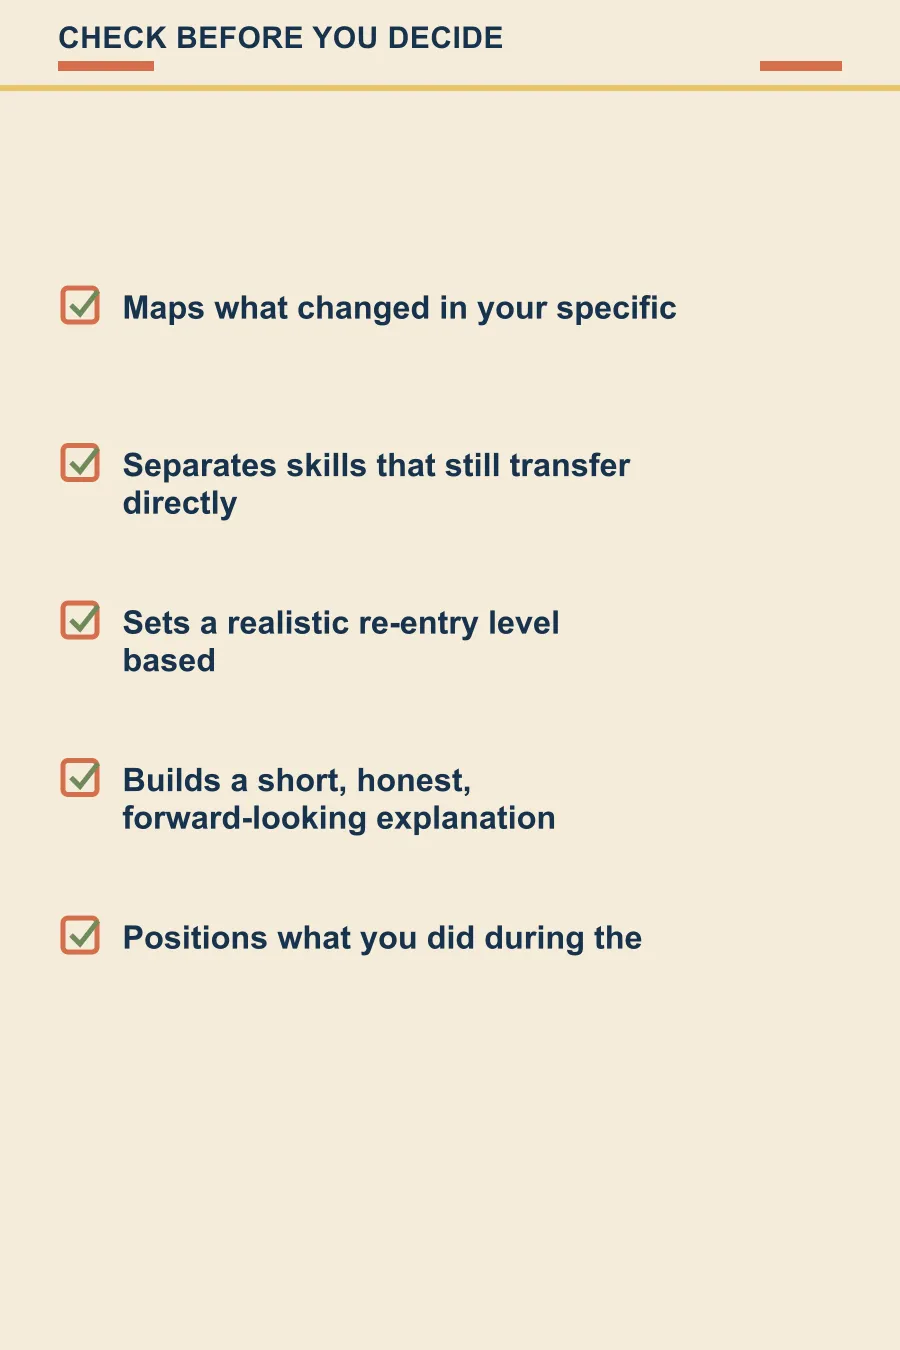 CHECK BEFORE YOU DECIDE
Maps what changed in your specific
Separates skills that still transfer
directly
Sets a realistic re-entry level
based
Builds a short, honest,
forward-looking explanation
Positions what you did during the